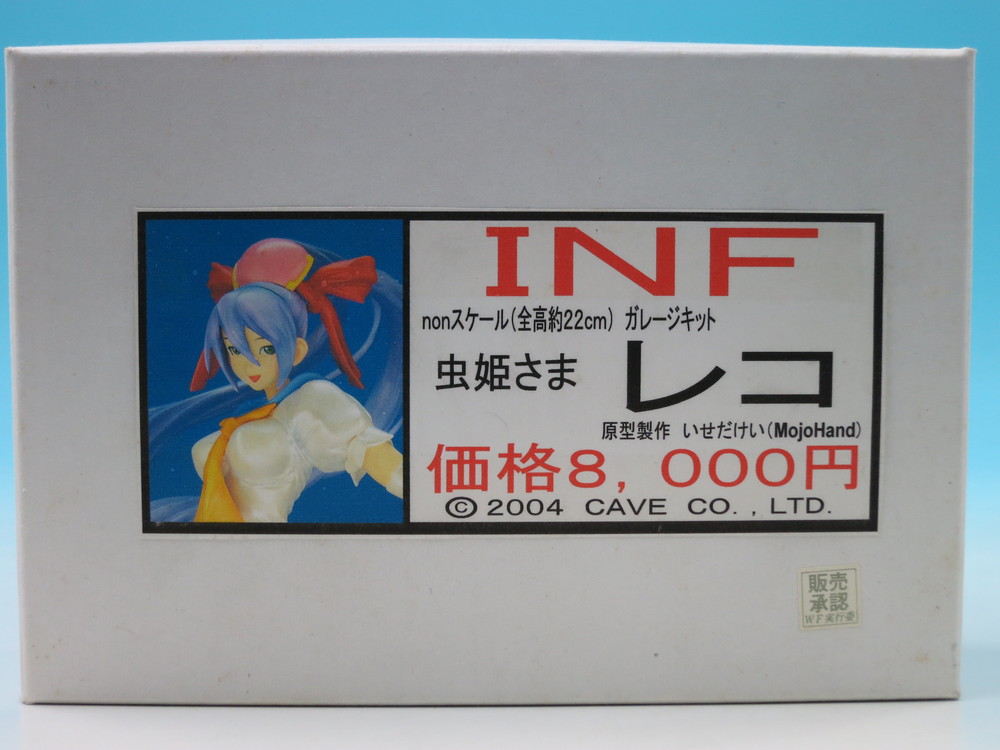 INF
nonスケール(全高約22cm) ガレージキット
虫姫さま レコ
原型製作 いせだけい(MojoHand)
価格8,000円
© 2004 CAVE CO.,LTD.
販売
承認
WF実行委